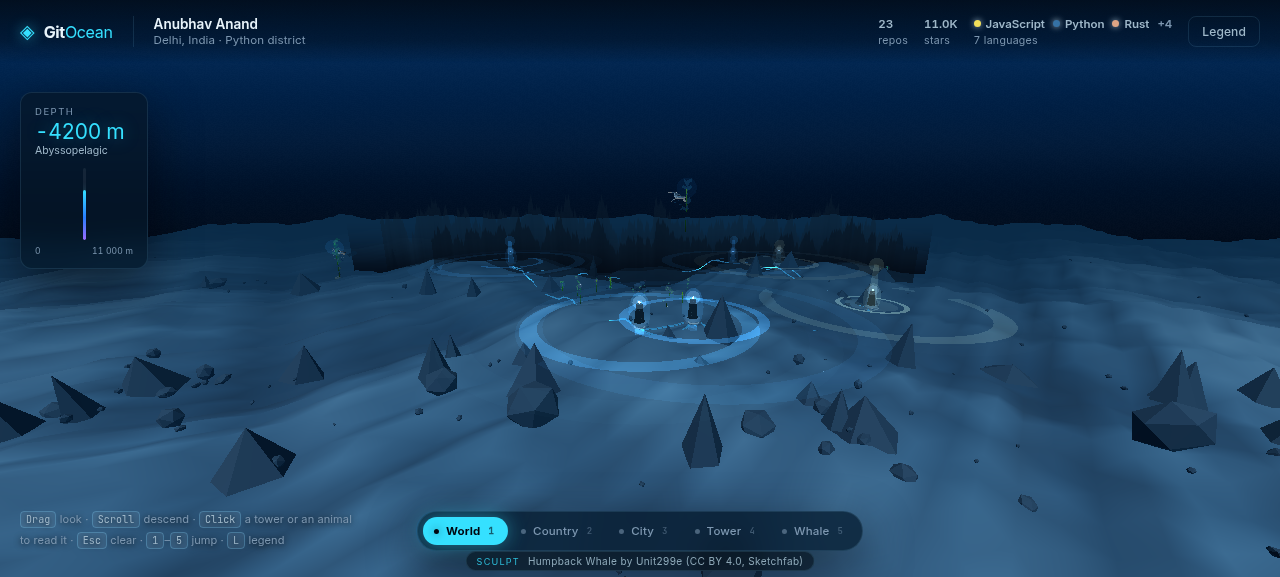 ◈ GitOcean
Anubhav Anand
Delhi, India · Python district
23 repos
11.0K stars
JavaScript Python Rust +4
7 languages
Legend
DEPTH
-4200 m
Abyssopelagic
0 11 000 m
Drag look · Scroll descend · Click a tower or an animal
to read it · Esc clear · 1–5 jump · L legend
World 1 Country 2 City 3 Tower 4 Whale 5
SCULPT Humpback Whale by Unit299e (CC BY 4.0, Sketchfab)